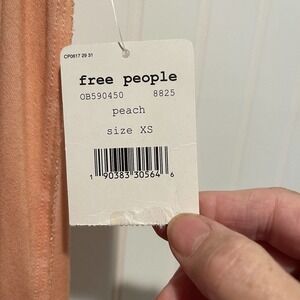 CP0617 29 31
free people
OB590450 8825
peach
size XS
1 90383 30564 6